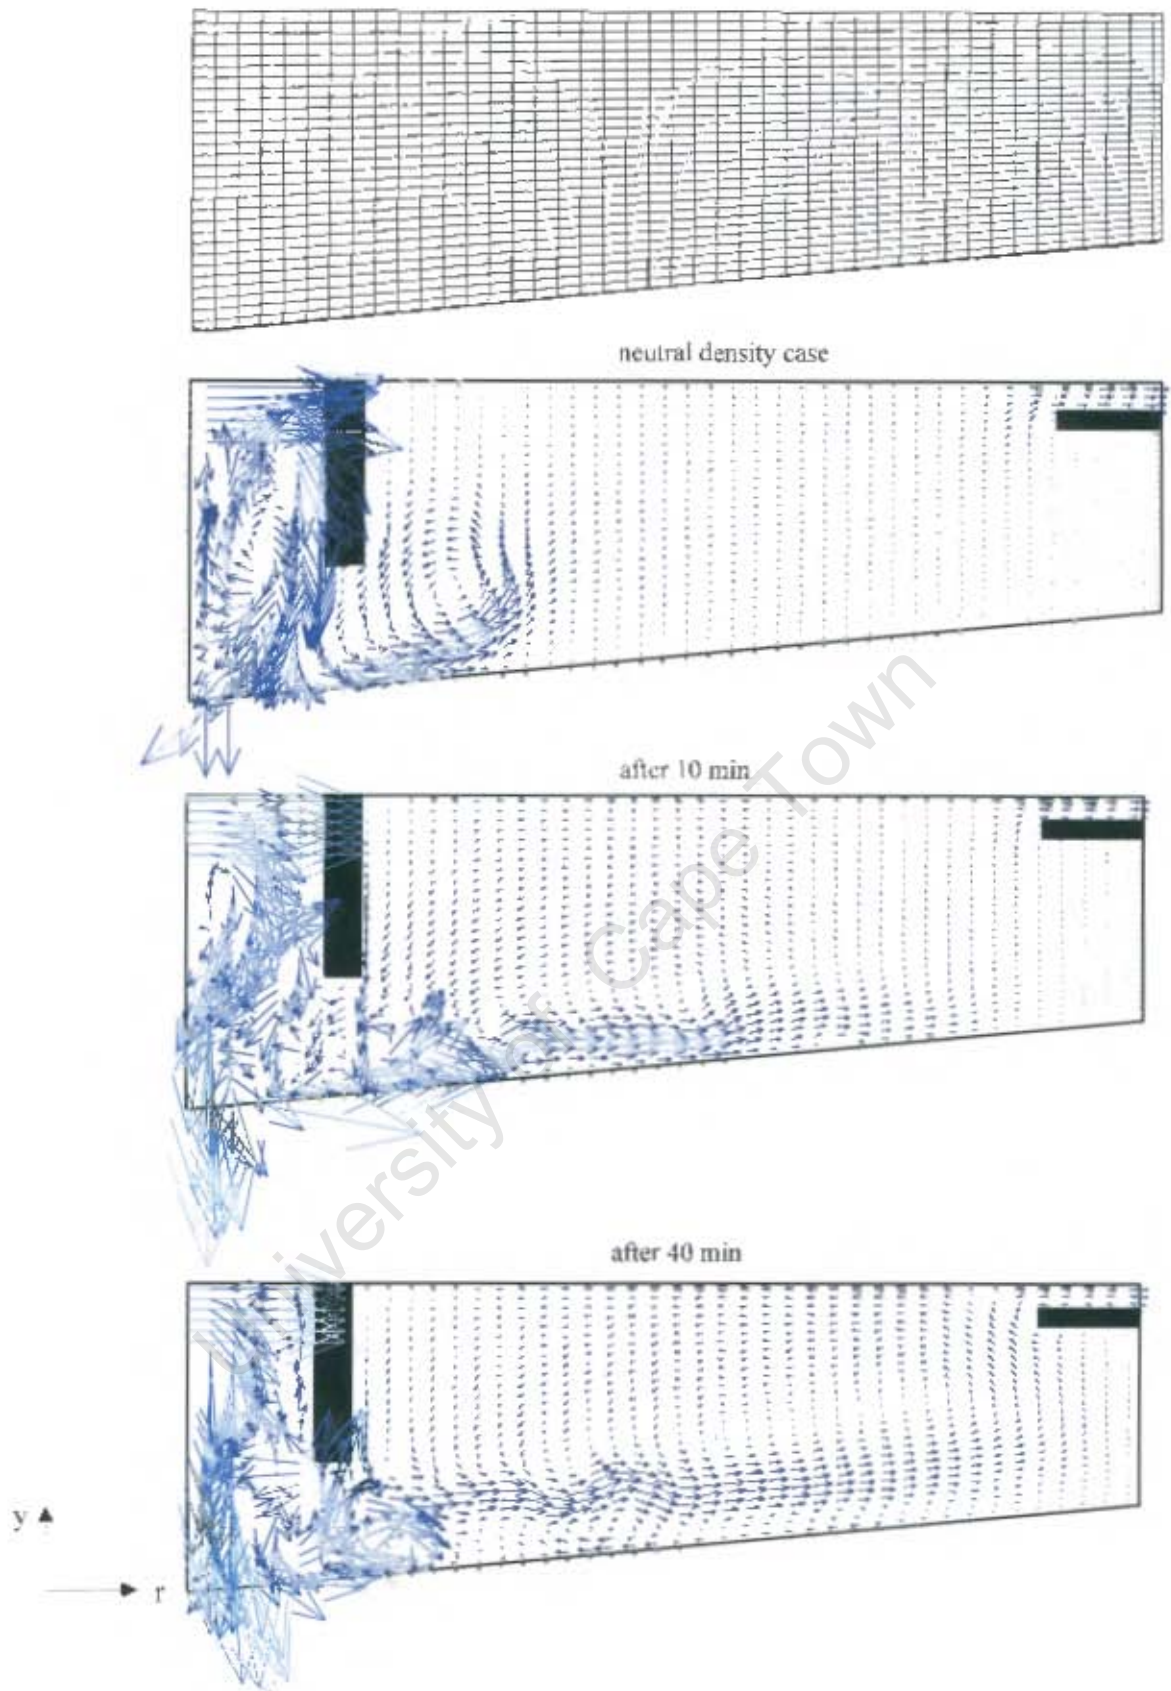 neutral density case
after 10 min
after 40 min
y
r
University of Cape Town